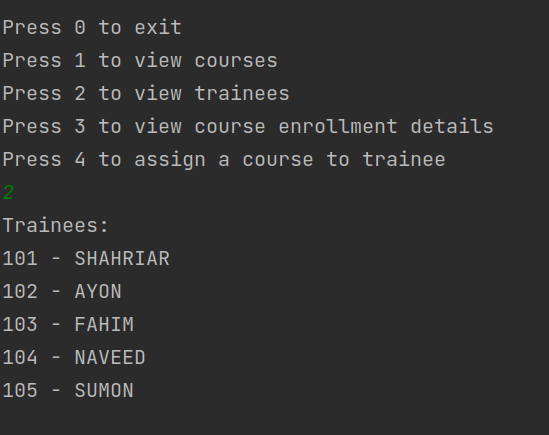 Press 0 to exit
Press 1 to view courses
Press 2 to view trainees
Press 3 to view course enrollment details
Press 4 to assign a course to trainee
2
Trainees:
101 - SHAHRIAR
102 - AYON
103 - FAHIM
104 - NAVEED
105 - SUMON